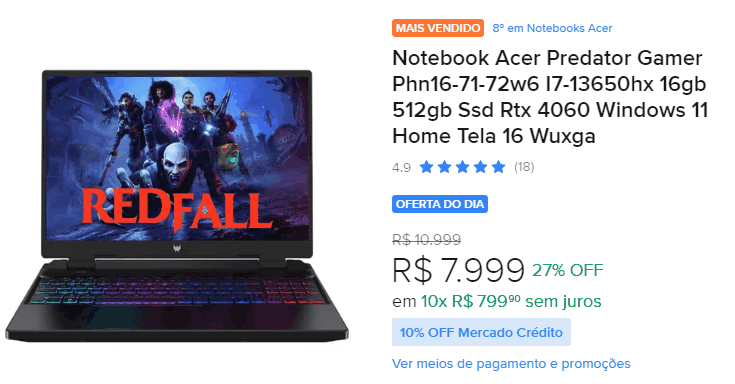 MAIS VENDIDO 8º em Notebooks Acer
Notebook Acer Predator Gamer
Phn16-71-72w6 I7-13650hx 16gb
512gb Ssd Rtx 4060 Windows 11
Home Tela 16 Wuxga
4.9 (18)
OFERTA DO DIA
R$ 10.999
R$ 7.999 27% OFF
em 10x R$ 799⁹⁰ sem juros
10% OFF Mercado Crédito
Ver meios de pagamento e promoções
REDFALL